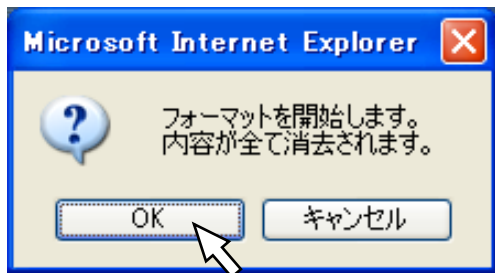 Microsoft Internet Explorer
フォーマットを開始します。
内容が全て消去されます。
OK
キャンセル